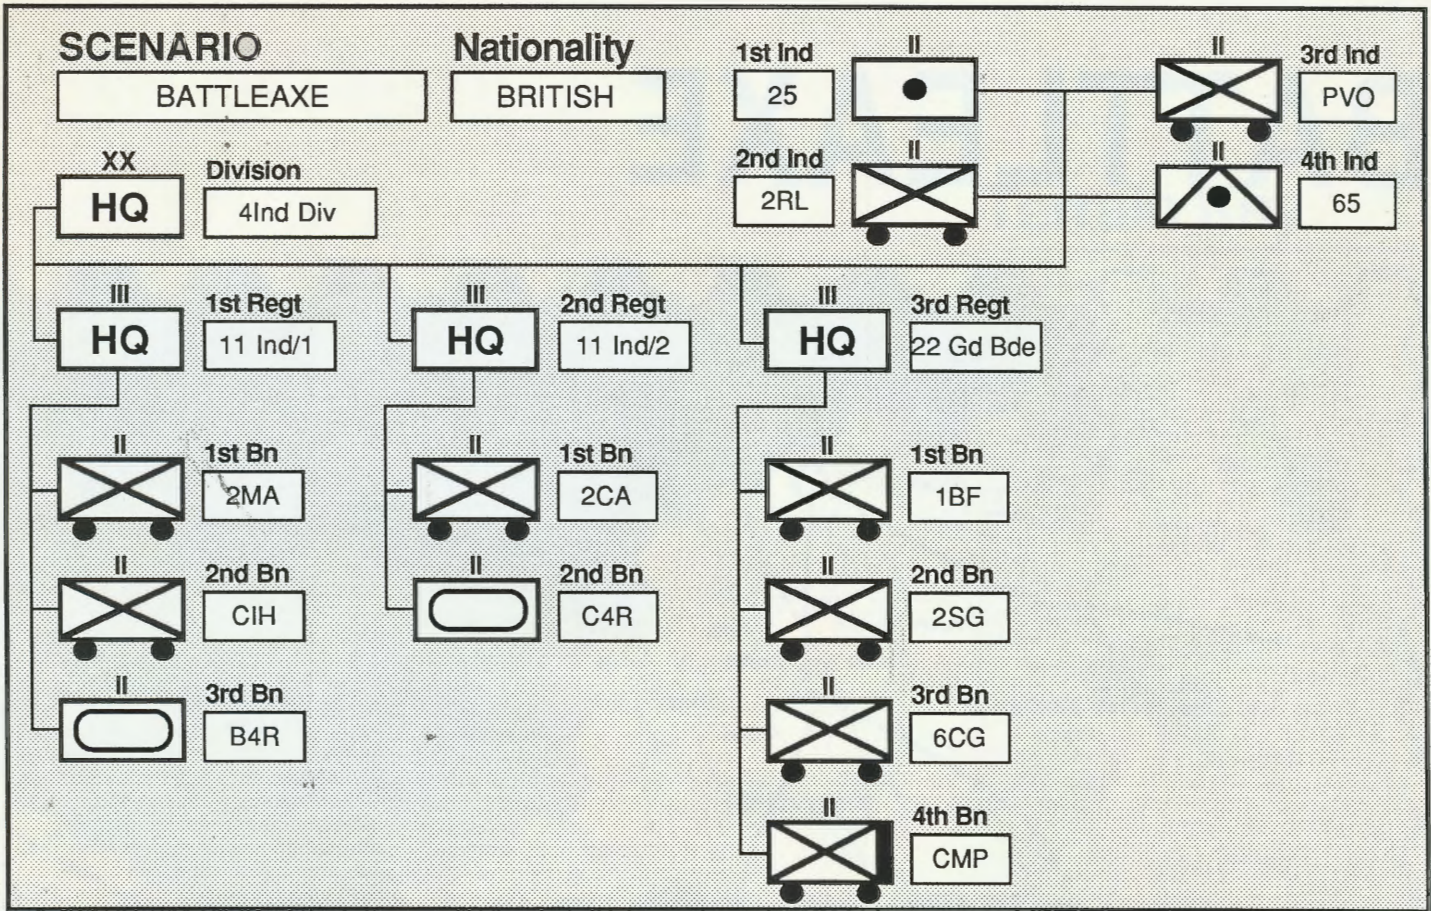 SCENARIO
BATTLEAXE
Nationality
BRITISH
1st Ind
25
II
II
3rd Ind
PVO
2nd Ind
2RL
II
II
4th Ind
65
XX
HQ
Division
4Ind Div
III
HQ
1st Regt
11 Ind/1
III
HQ
2nd Regt
11 Ind/2
III
HQ
3rd Regt
22 Gd Bde
II
1st Bn
2MA
II
2nd Bn
CIH
II
3rd Bn
B4R
II
1st Bn
2CA
II
2nd Bn
C4R
II
1st Bn
1BF
II
2nd Bn
2SG
II
3rd Bn
6CG
II
4th Bn
CMP